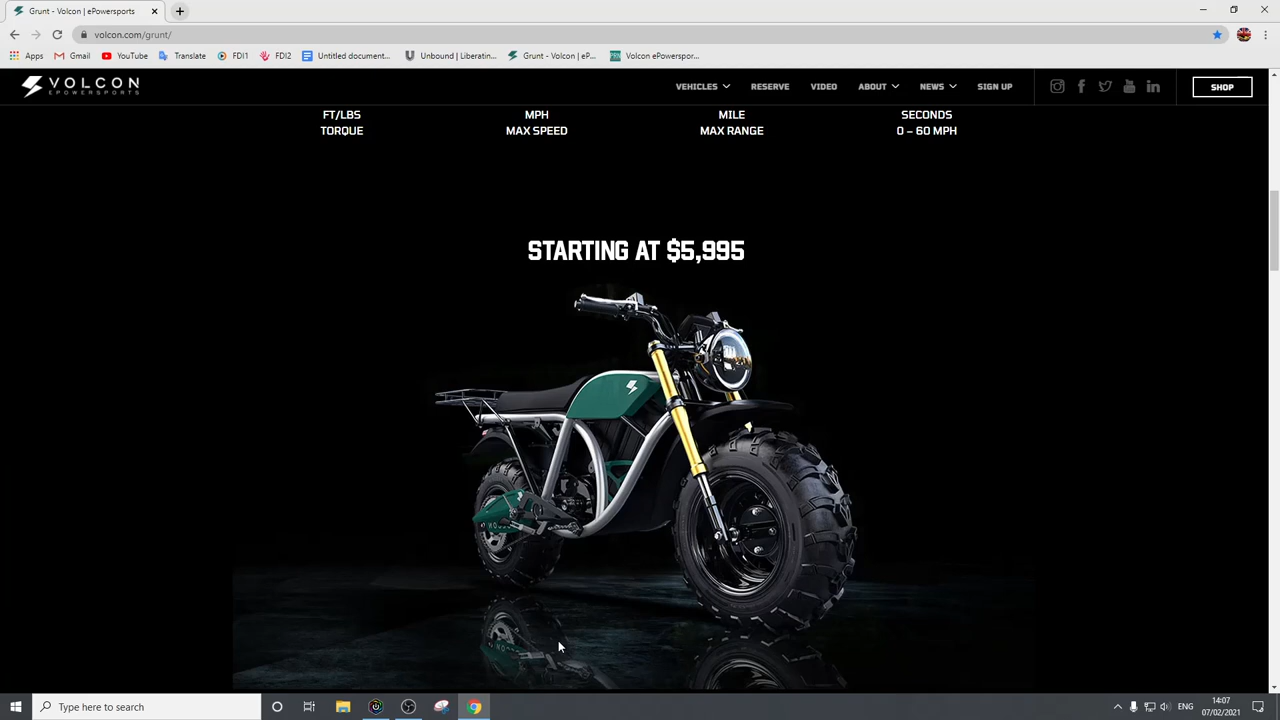 Grunt - Volcon | ePowersports
volcon.com/grunt/
Apps
Gmail
YouTube
Translate
FDI1
FDI2
Untitled document...
Unbound | Liberatin...
Grunt - Volcon | eP...
Volcon ePowerspor...
VOLCON
EPOWERSPORTS
VEHICLES
RESERVE
VIDEO
ABOUT
NEWS
SIGN UP
SHOP
FT/LBS
TORQUE
MPH
MAX SPEED
MILE
MAX RANGE
SECONDS
0 – 60 MPH
STARTING AT $5,995
Type here to search
ENG
14:07
07/02/2021